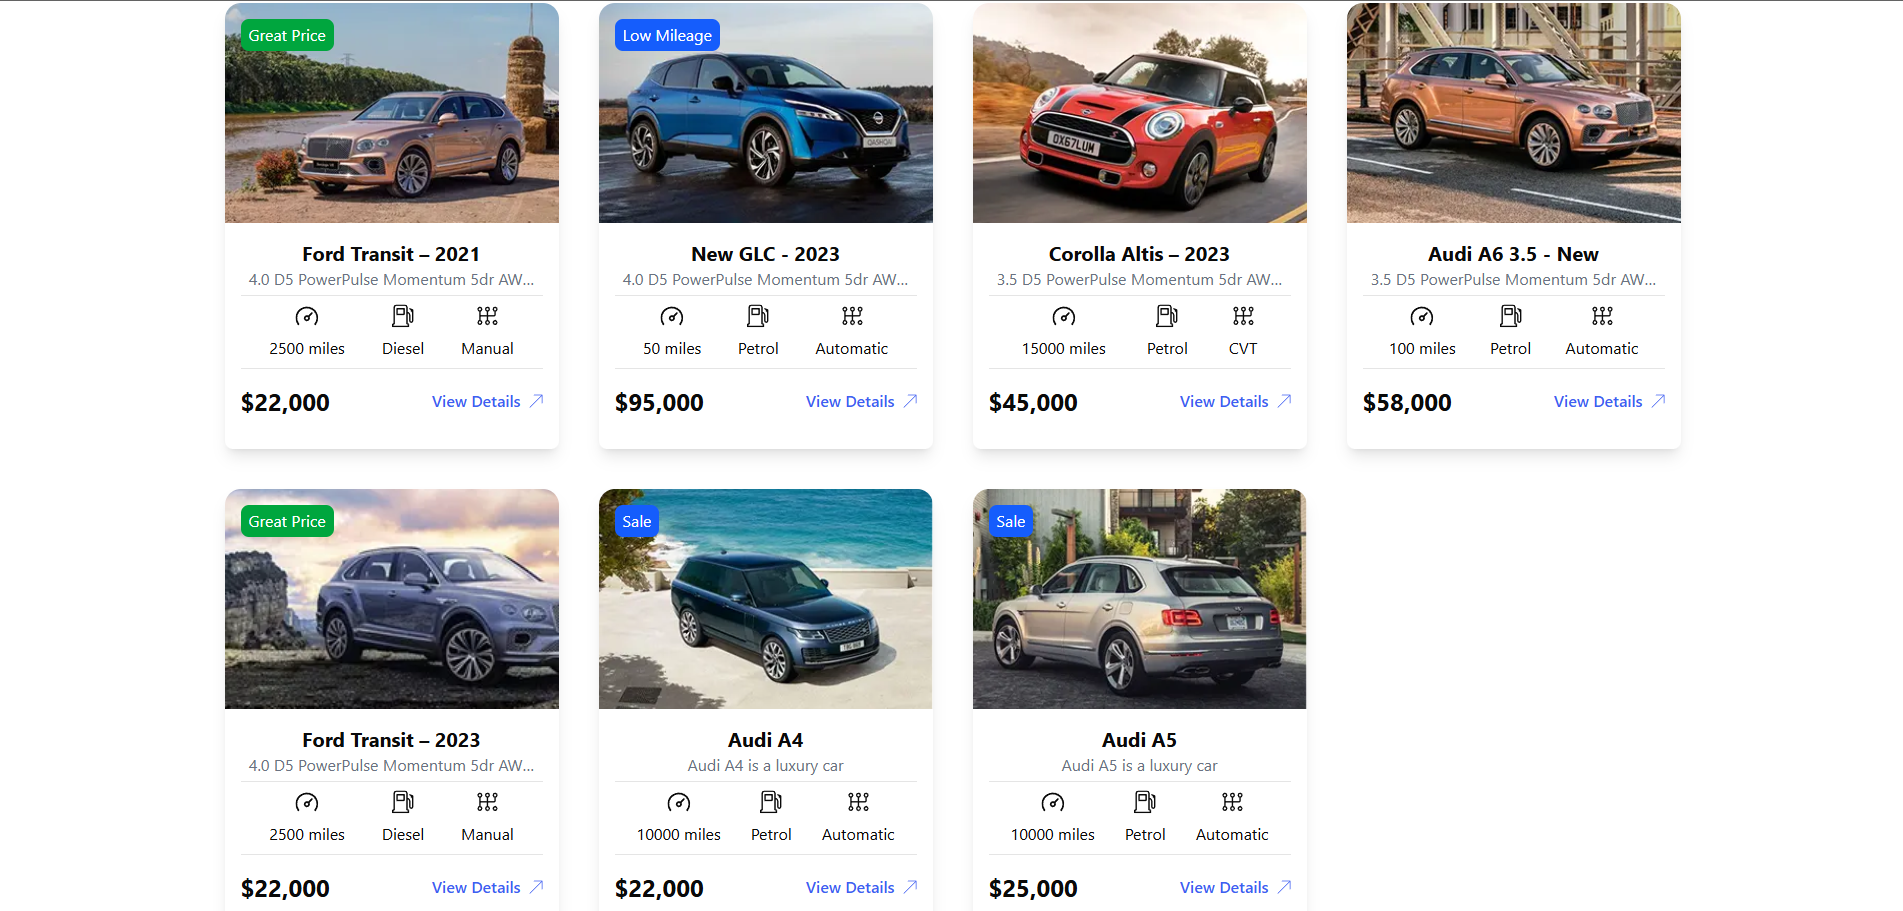 Great Price
Low Mileage
QASHQAI
OX67LUM
Ford Transit – 2021
New GLC - 2023
Corolla Altis – 2023
Audi A6 3.5 - New
4.0 D5 PowerPulse Momentum 5dr AW...
4.0 D5 PowerPulse Momentum 5dr AW...
3.5 D5 PowerPulse Momentum 5dr AW...
3.5 D5 PowerPulse Momentum 5dr AW...
2500 miles Diesel Manual
50 miles Petrol Automatic
15000 miles Petrol CVT
100 miles Petrol Automatic
$22,000 View Details
$95,000 View Details
$45,000 View Details
$58,000 View Details
Great Price
Sale
Sale
Ford Transit – 2023
Audi A4
Audi A5
4.0 D5 PowerPulse Momentum 5dr AW...
Audi A4 is a luxury car
Audi A5 is a luxury car
2500 miles Diesel Manual
10000 miles Petrol Automatic
10000 miles Petrol Automatic
$22,000 View Details
$22,000 View Details
$25,000 View Details